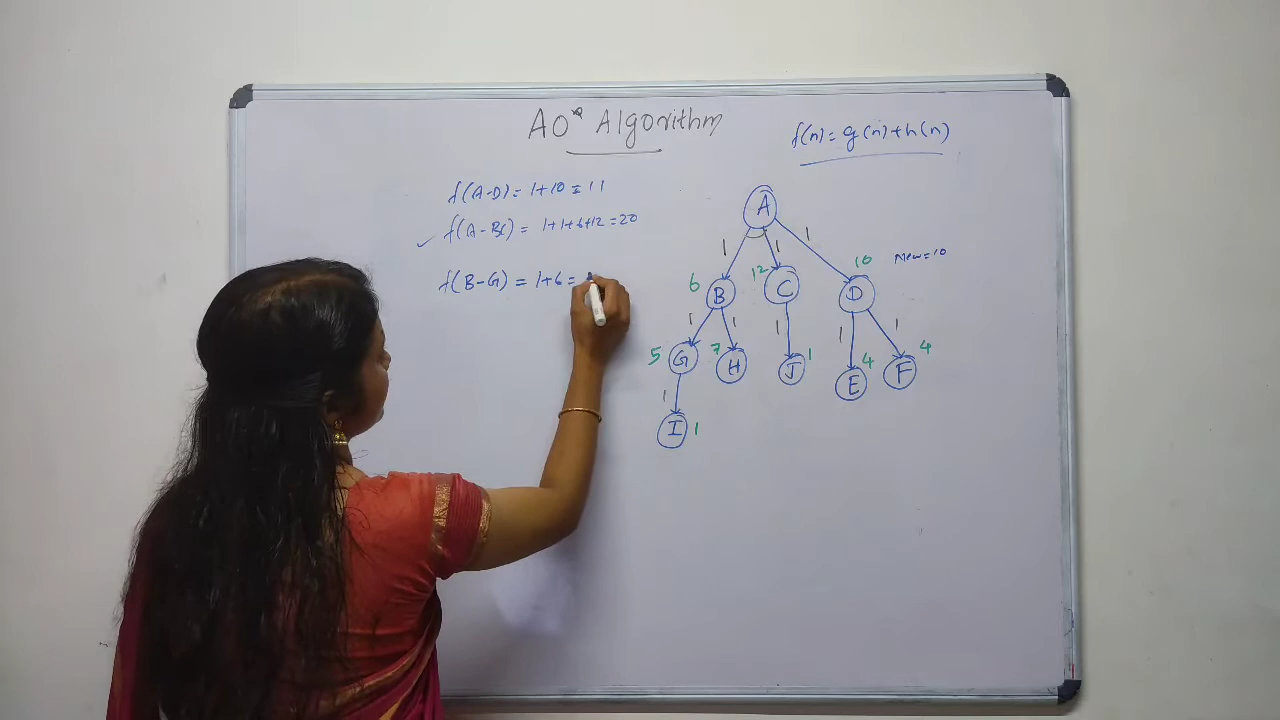 AO* Algorithm
f(n)=g(n)+h(n)
f(A-D)= 1+10 = 11
f(A-BC) = 1+1+6+12=20
f(B-G) = 1+6=
A
1 1 1
6 12 10 New=10
B C D
1 1 1 1 1
5 7 1 4 4
G H J E F
1
I 1